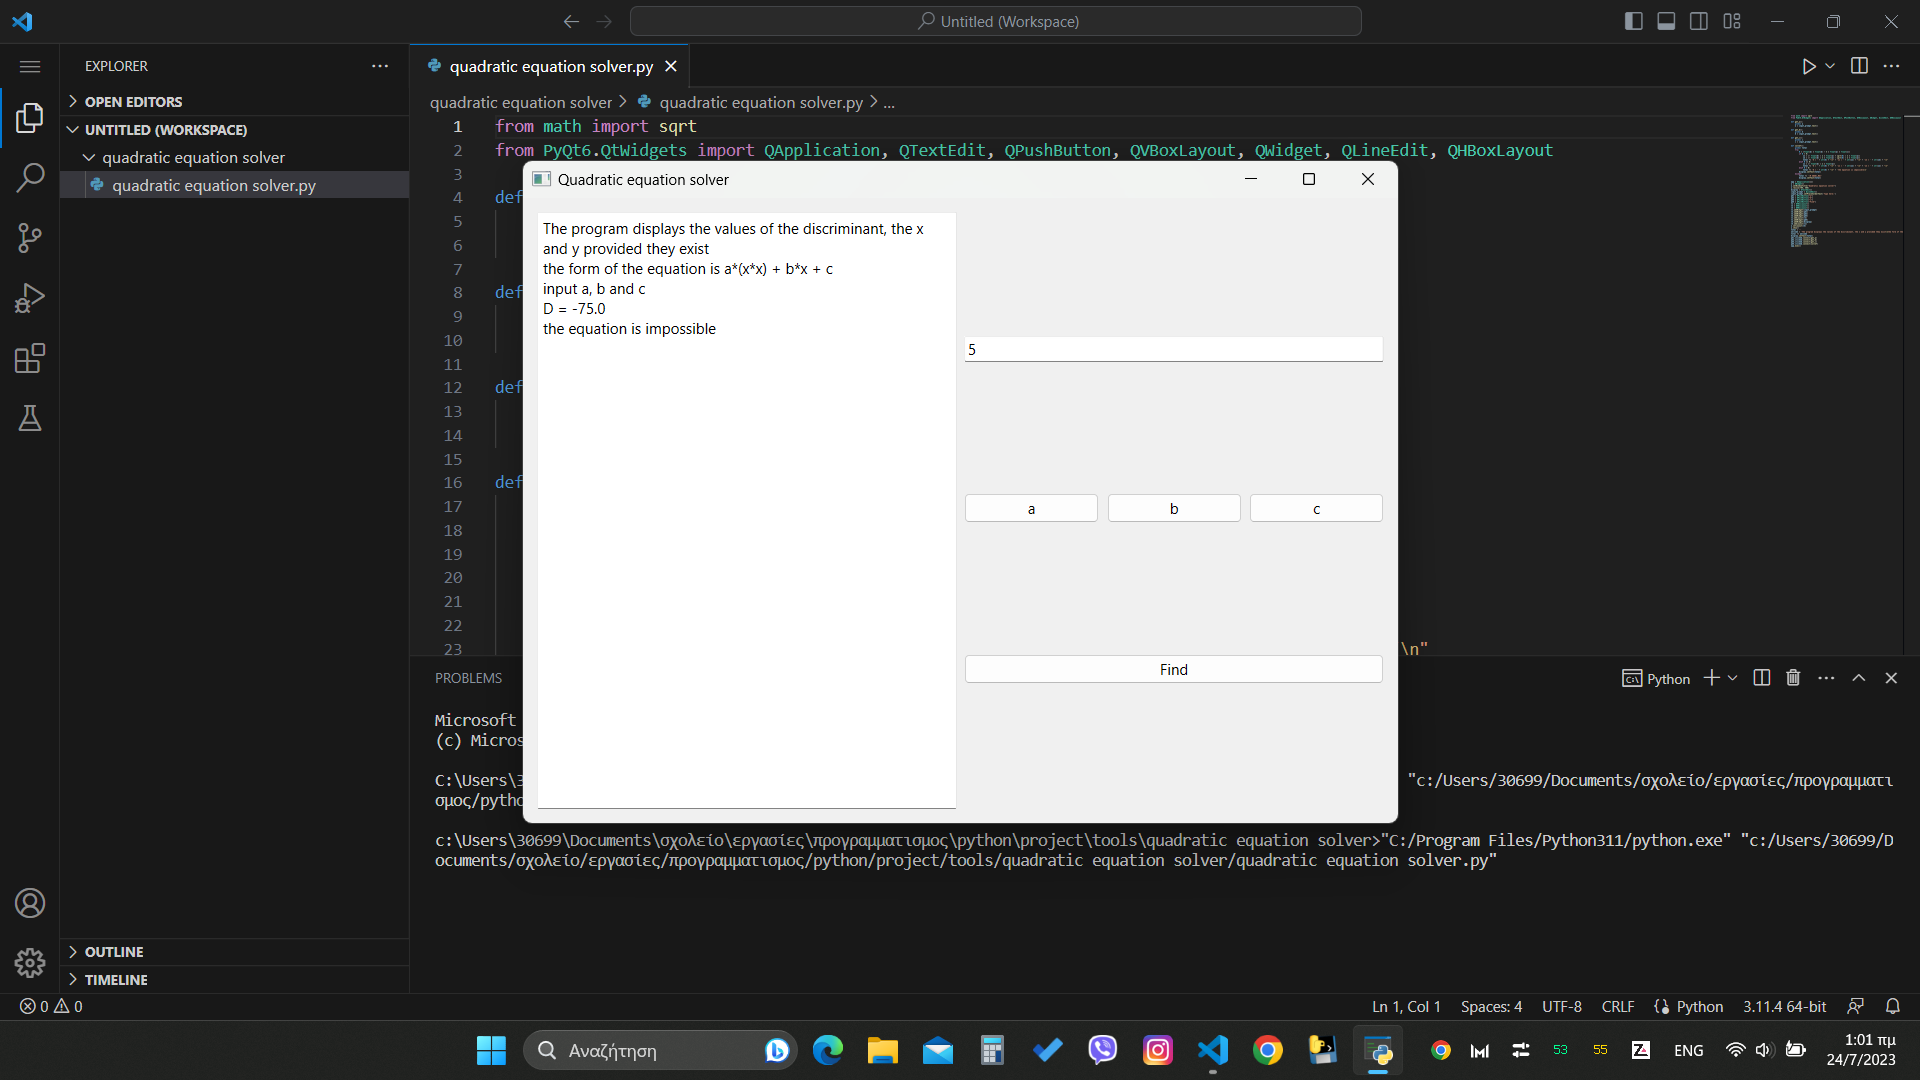 Untitled (Workspace)
EXPLORER
OPEN EDITORS
UNTITLED (WORKSPACE)
quadratic equation solver
quadratic equation solver.py
OUTLINE
TIMELINE
quadratic equation solver.py
quadratic equation solver > quadratic equation solver.py > ...
1 from math import sqrt
2 from PyQt6.QtWidgets import QApplication, QTextEdit, QPushButton, QVBoxLayout, QWidget, QLineEdit, QHBoxLayout
3
4 def
5
6
7
8 def
9
10
11
12 def
13
14
15
16 def
17
18
19
20
21
22
23 \n"
Quadratic equation solver
The program displays the values of the discriminant, the x
and y provided they exist
the form of the equation is a*(x*x) + b*x + c
input a, b and c
D = -75.0
the equation is impossible
5
a b c
Find
PROBLEMS
Python
Microsoft
(c) Micros
C:\Users\3 "c:/Users/30699/Documents/σχολείο/εργασίες/προγραμματι
σμος/pytho
c:\Users\30699\Documents\σχολείο\εργασίες\προγραμματισμος\python\project\tools\quadratic equation solver>"C:/Program Files/Python311/python.exe" "c:/Users/30699/D
ocuments/σχολείο/εργασίες/προγραμματισμος/python/project/tools/quadratic equation solver/quadratic equation solver.py"
0 0
Ln 1, Col 1 Spaces: 4 UTF-8 CRLF Python 3.11.4 64-bit
Αναζήτηση
53 55 ENG
1:01 πμ
24/7/2023